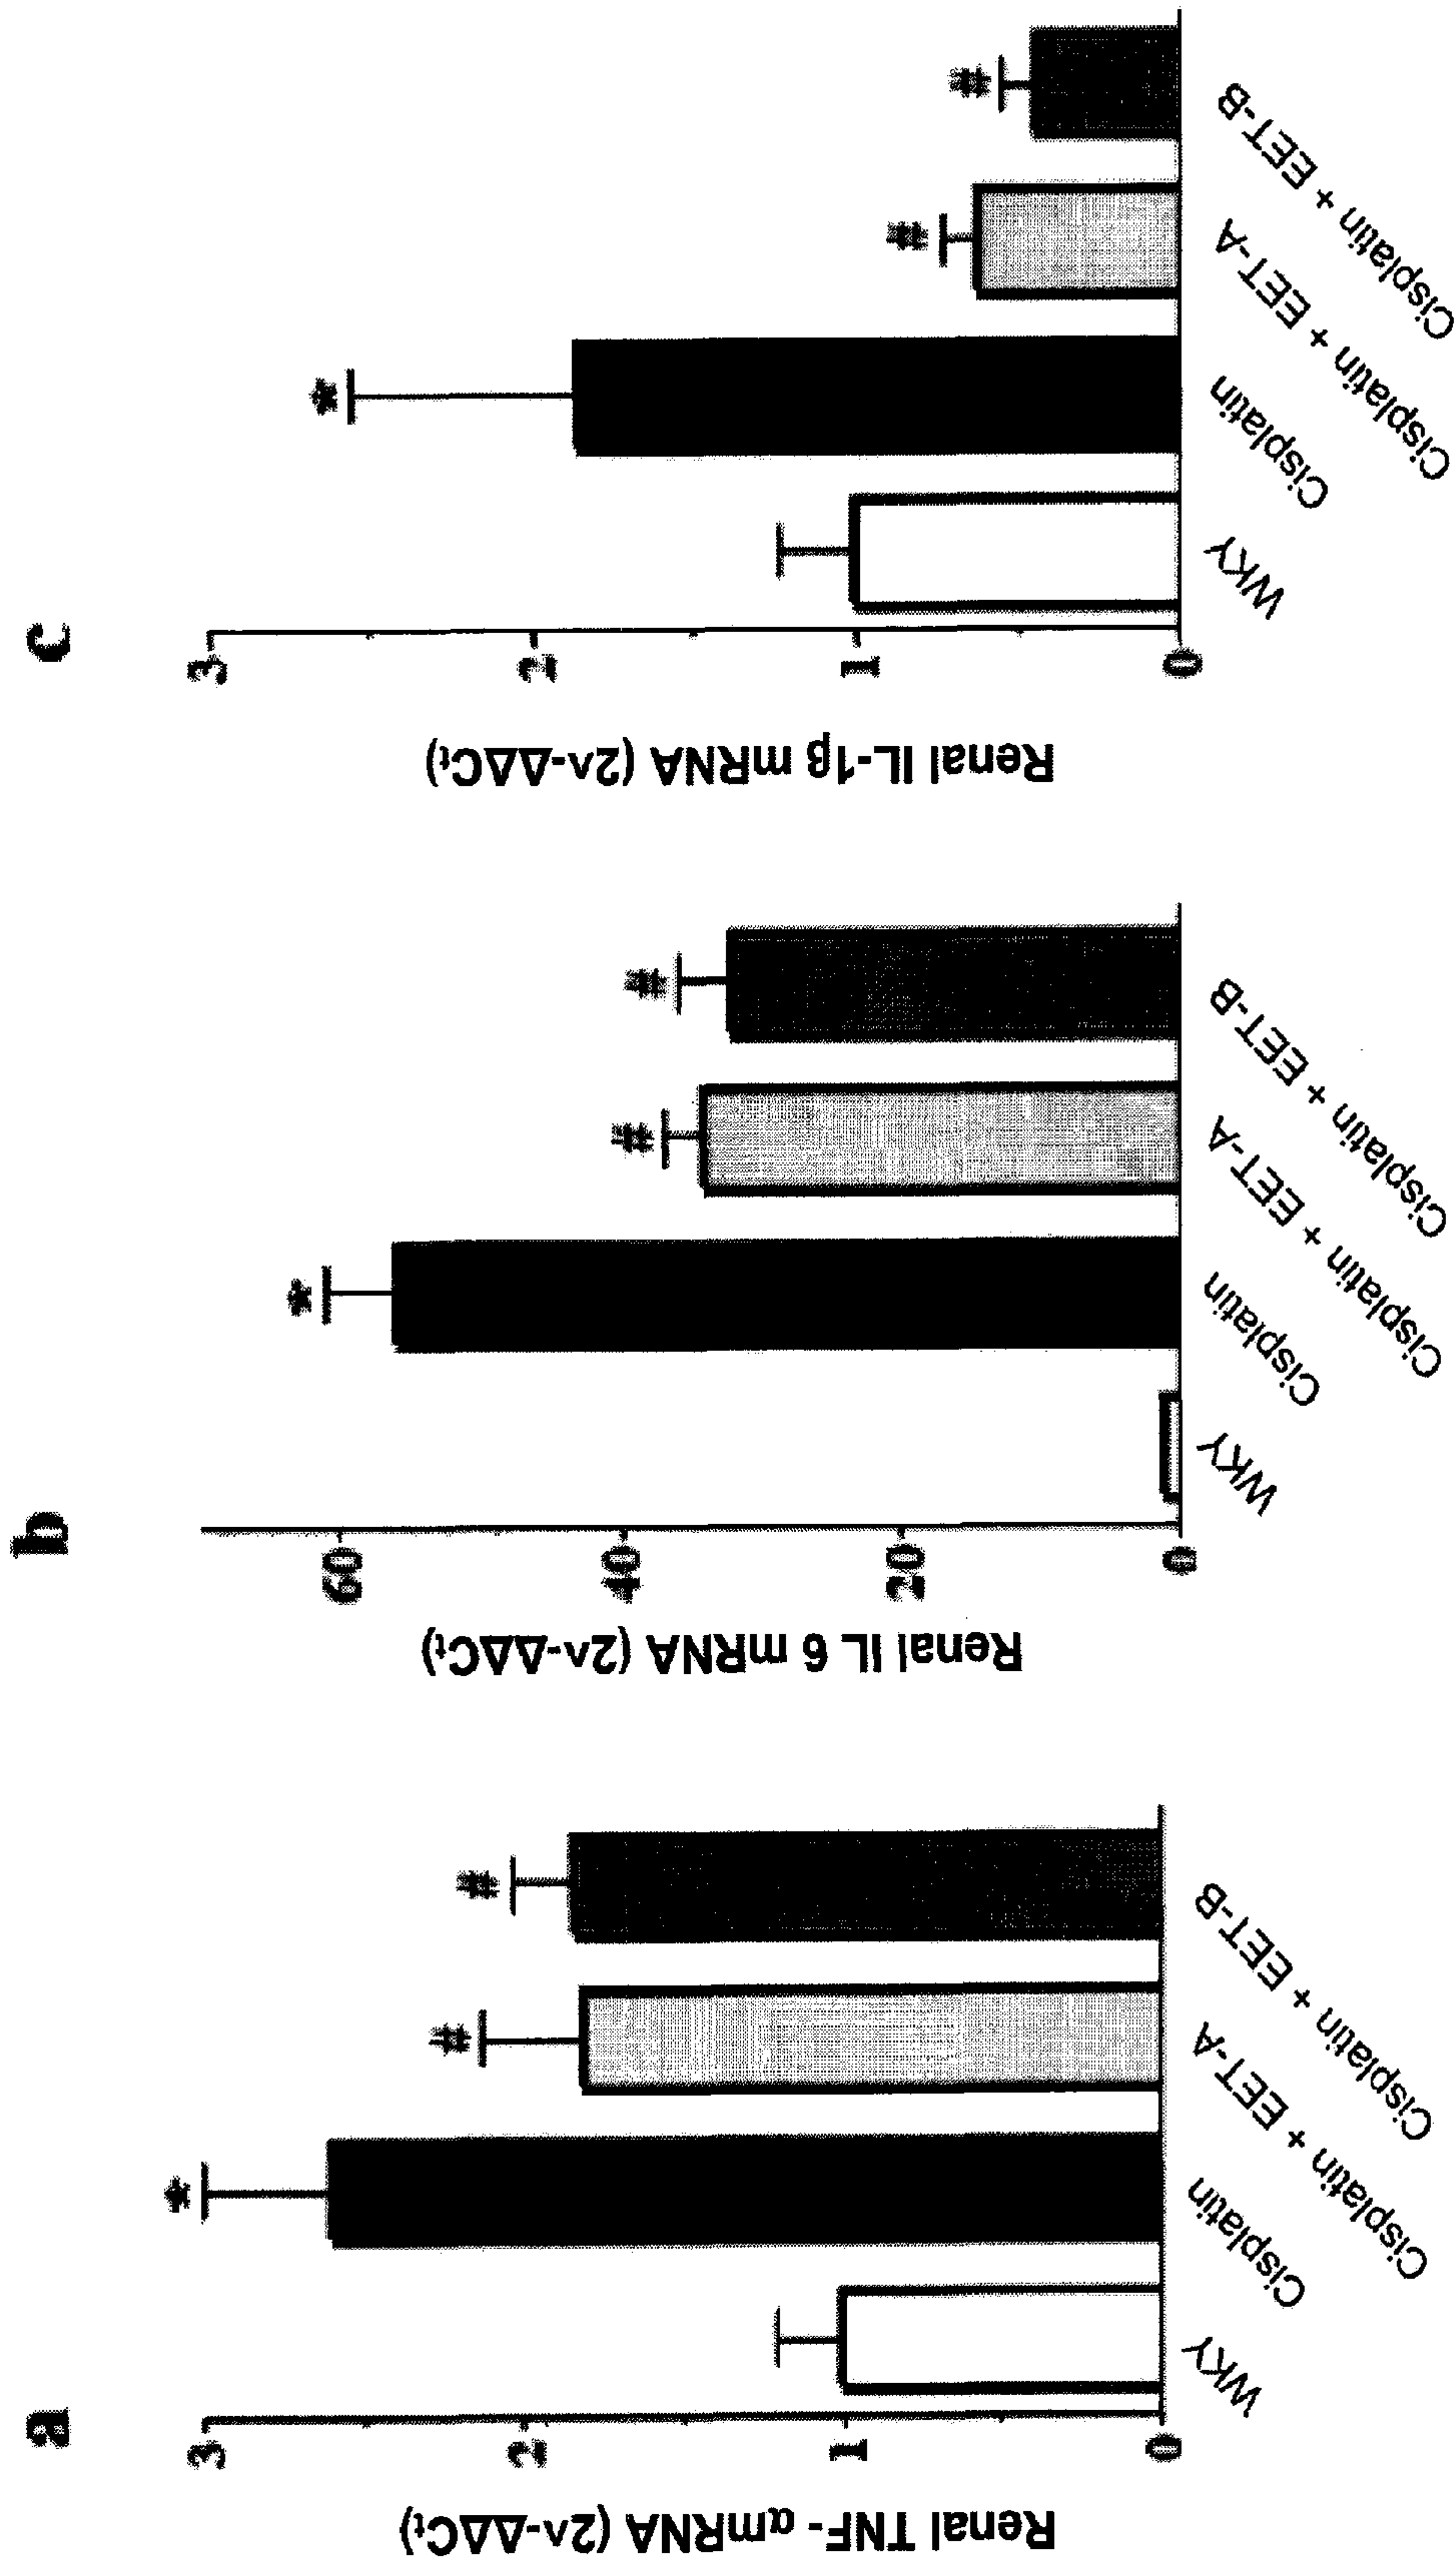 a
Renal TNF- αmRNA (2^-ΔΔCt)
3
2
1
0
*
#
#
WKY
Cisplatin
Cisplatin + EET-A
Cisplatin + EET-B
b
Renal IL 6 mRNA (2^-ΔΔCt)
60
40
20
0
*
#
#
WKY
Cisplatin
Cisplatin + EET-A
Cisplatin + EET-B
c
Renal IL-1β mRNA (2^-ΔΔCt)
3
2
1
0
*
#
#
WKY
Cisplatin
Cisplatin + EET-A
Cisplatin + EET-B